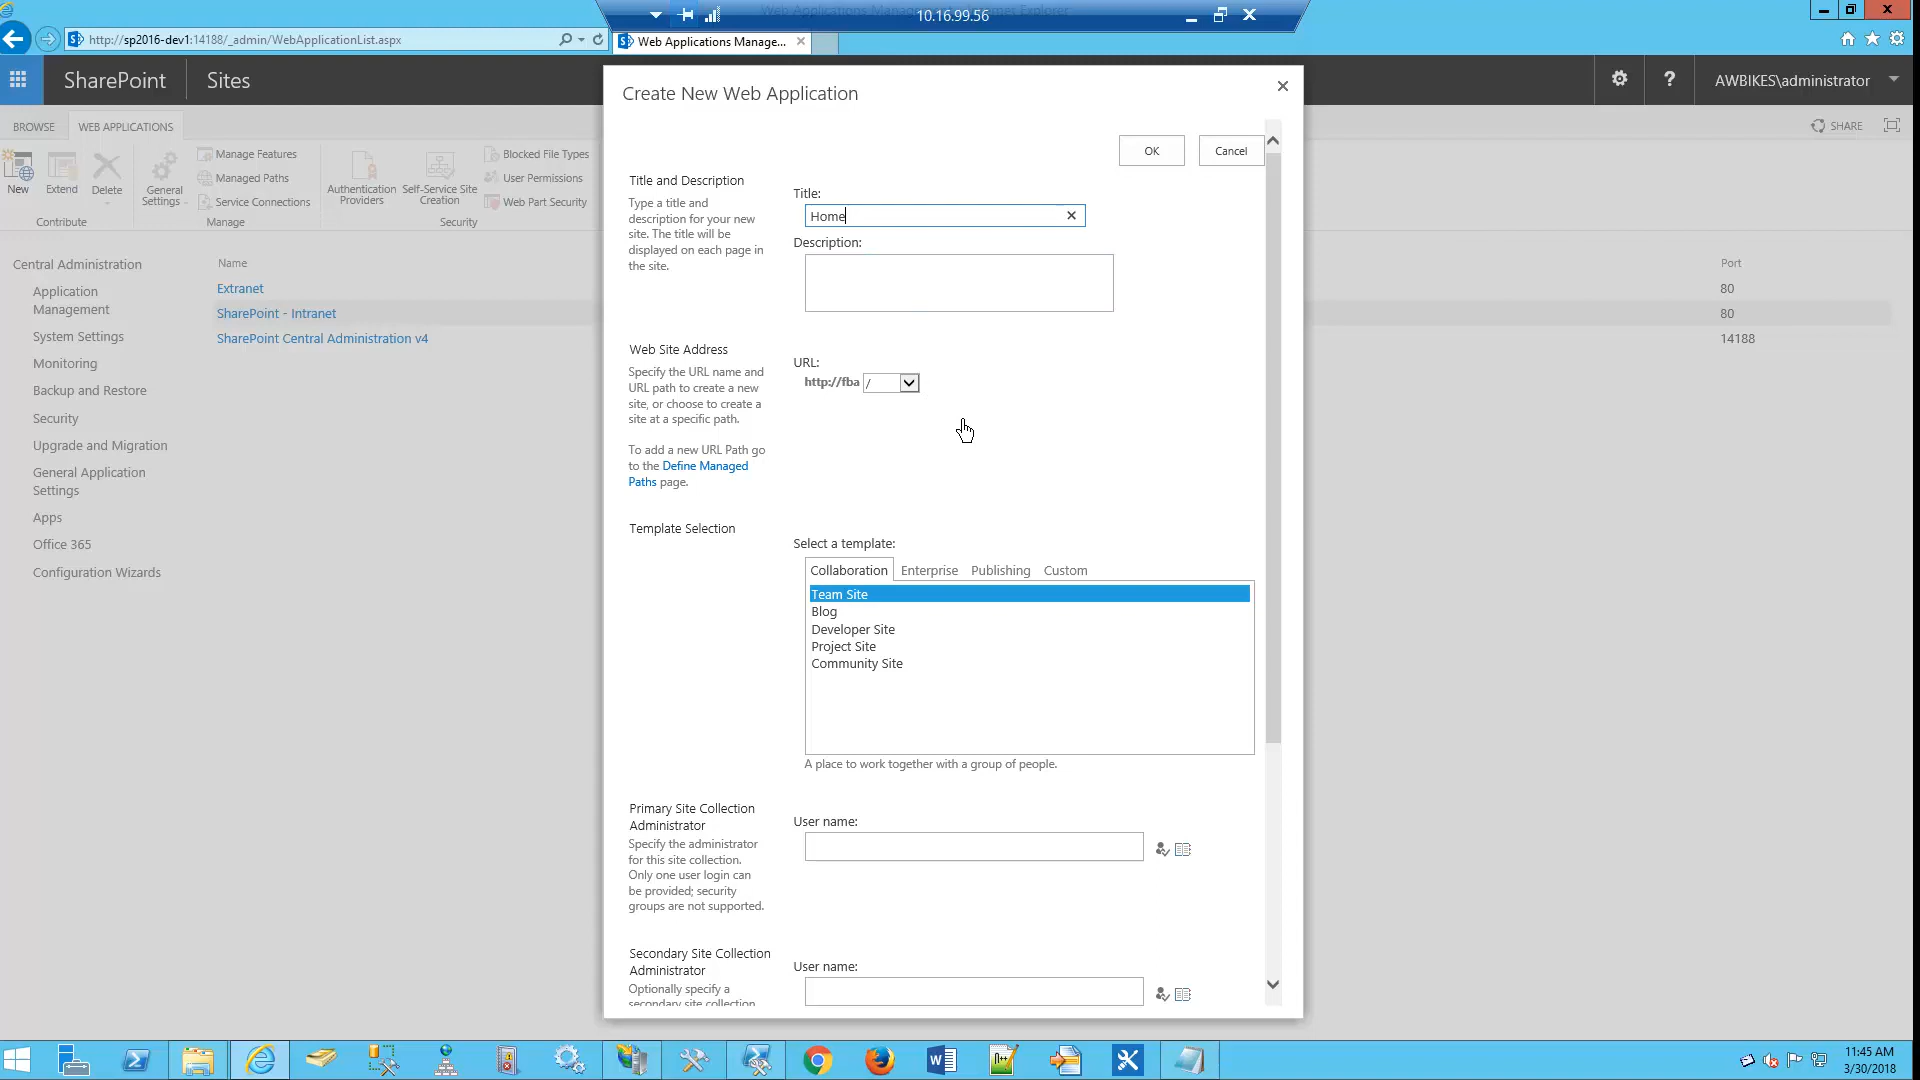 10.16.99.56
http://sp2016-dev1:14188/_admin/WebApplicationList.aspx
Web Applications Manage...
SharePoint
Sites
AWBIKES\administrator
BROWSE
WEB APPLICATIONS
SHARE
New
Extend
Delete
General Settings
Manage Features
Managed Paths
Service Connections
Authentication Providers
Self-Service Site Creation
Blocked File Types
User Permissions
Web Part Security
Contribute
Manage
Security
Central Administration
Application Management
System Settings
Monitoring
Backup and Restore
Security
Upgrade and Migration
General Application Settings
Apps
Office 365
Configuration Wizards
Name
Port
Extranet
80
SharePoint - Intranet
80
SharePoint Central Administration v4
14188
Create New Web Application
OK
Cancel
Title and Description
Type a title and
description for your new
site. The title will be
displayed on each page in
the site.
Title:
Home
Description:
Web Site Address
Specify the URL name and
URL path to create a new
site, or choose to create a
site at a specific path.
To add a new URL Path go
to the Define Managed
Paths page.
URL:
http://fba /
Template Selection
Select a template:
Collaboration
Enterprise
Publishing
Custom
Team Site
Blog
Developer Site
Project Site
Community Site
A place to work together with a group of people.
Primary Site Collection
Administrator
Specify the administrator
for this site collection.
Only one user login can
be provided; security
groups are not supported.
User name:
Secondary Site Collection
Administrator
Optionally specify a
secondary site collection
User name:
11:45 AM
3/30/2018